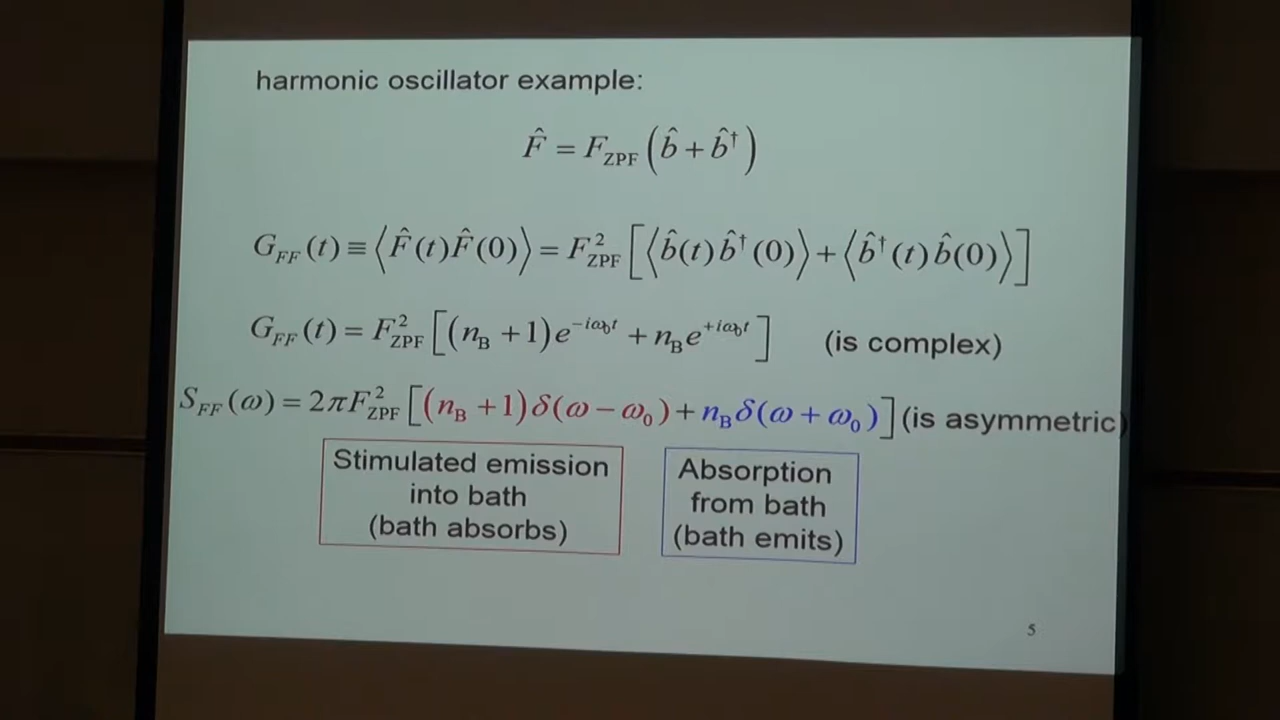 harmonic oscillator example:
F̂ = F_ZPF (b̂ + b̂†)
G_FF(t) ≡ ⟨F̂(t)F̂(0)⟩ = F²_ZPF [⟨b̂(t)b̂†(0)⟩ + ⟨b̂†(t)b̂(0)⟩]
G_FF(t) = F²_ZPF [(n_B + 1)e^{−iω₀t} + n_B e^{+iω₀t}] (is complex)
S_FF(ω) = 2πF²_ZPF [(n_B + 1)δ(ω − ω₀) + n_B δ(ω + ω₀)] (is asymmetric)
Stimulated emission
into bath
(bath absorbs)
Absorption
from bath
(bath emits)
5